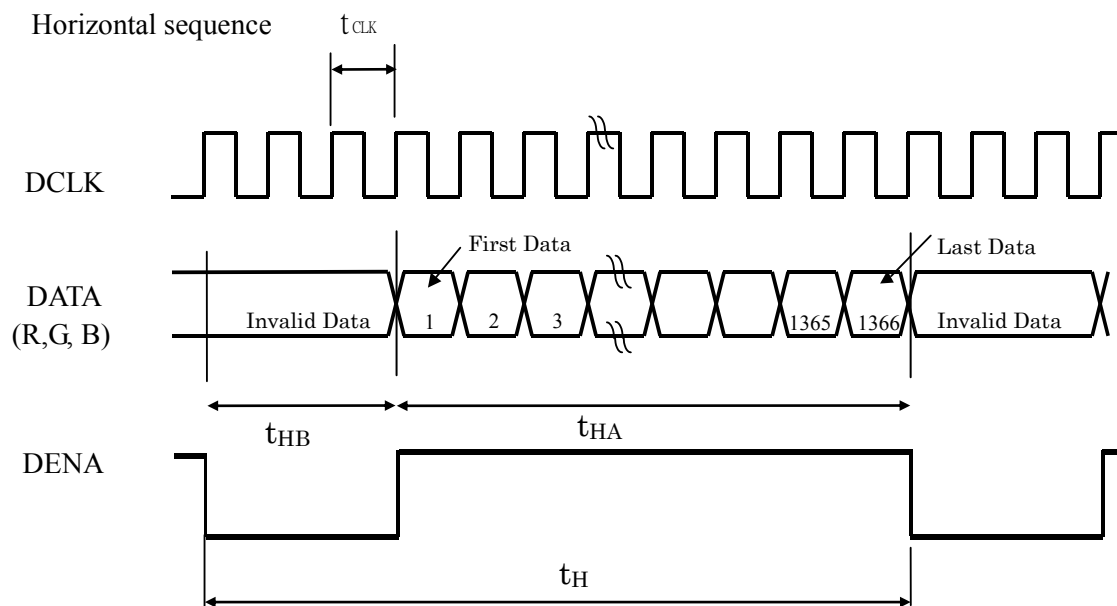 Horizontal sequence
tCLK
DCLK
First Data
Last Data
DATA
(R,G, B)
Invalid Data
1
2
3
1365
1366
Invalid Data
tHB
tHA
DENA
tH